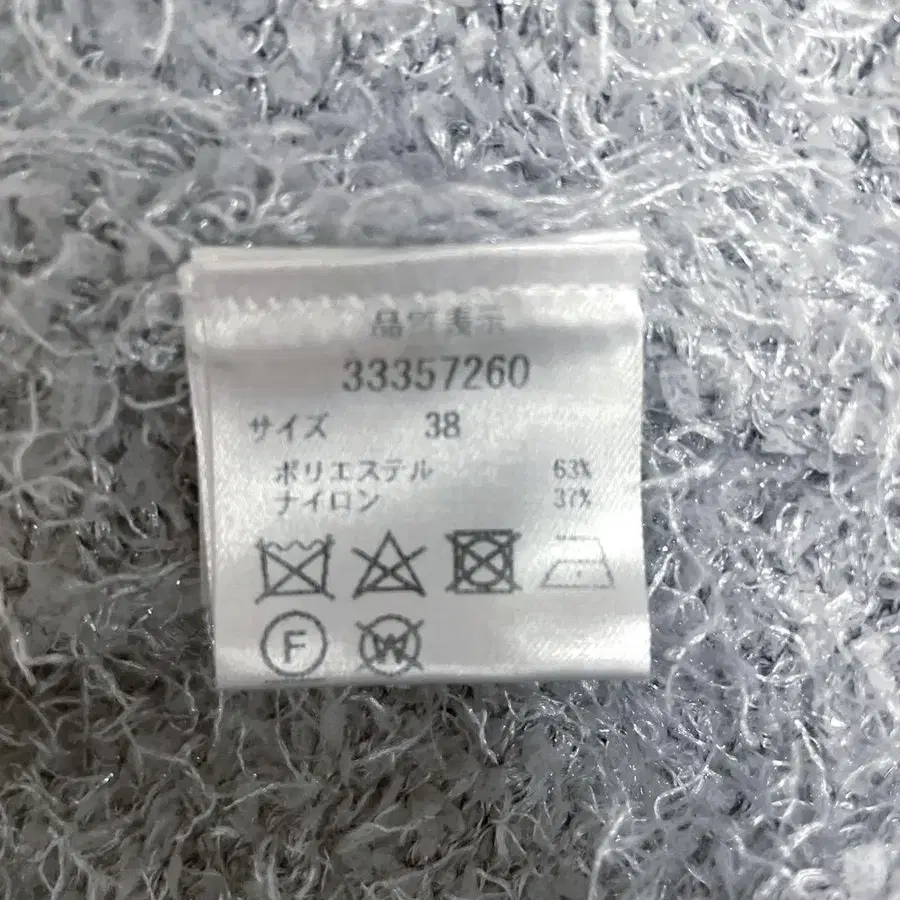 品質表示
33357260
サイズ 38
ポリエステル 63%
ナイロン 37%
F W